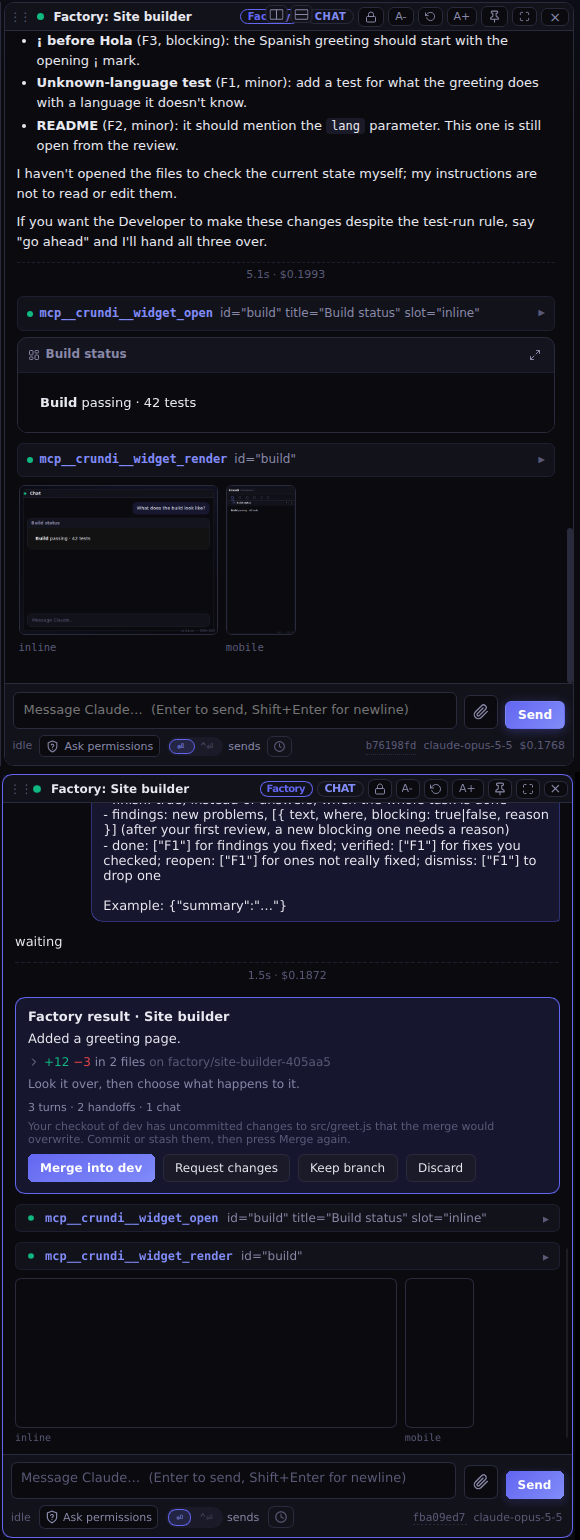 Factory: Site builder
CHAT
A-
A+
• ¡ before Hola (F3, blocking): the Spanish greeting should start with the
opening ¡ mark.
• Unknown-language test (F1, minor): add a test for what the greeting does
with a language it doesn't know.
• README (F2, minor): it should mention the lang parameter. This one is still
open from the review.
I haven't opened the files to check the current state myself; my instructions are
not to read or edit them.
If you want the Developer to make these changes despite the test-run rule, say
"go ahead" and I'll hand all three over.
5.1s · $0.1993
mcp__crundi__widget_open id="build" title="Build status" slot="inline"
Build status
Build passing · 42 tests
mcp__crundi__widget_render id="build"
Chat
What does the build look like?
Build status
Build passing · 42 tests
Message Claude...
inline
mobile
Message Claude... (Enter to send, Shift+Enter for newline)
Send
idle
Ask permissions
sends
b76198fd claude-opus-5-5 $0.1768
Factory: Site builder
Factory
CHAT
A-
A+
- findings: new problems, [{ text, where, blocking: true|false, reason
}] (after your first review, a new blocking one needs a reason)
- done: ["F1"] for findings you fixed; verified: ["F1"] for fixes you
checked; reopen: ["F1"] for ones not really fixed; dismiss: ["F1"] to
drop one
Example: {"summary":"..."}
waiting
1.5s · $0.1872
Factory result · Site builder
Added a greeting page.
+12 −3 in 2 files on factory/site-builder-405aa5
Look it over, then choose what happens to it.
3 turns · 2 handoffs · 1 chat
Your checkout of dev has uncommitted changes to src/greet.js that the merge would
overwrite. Commit or stash them, then press Merge again.
Merge into dev
Request changes
Keep branch
Discard
mcp__crundi__widget_open id="build" title="Build status" slot="inline"
mcp__crundi__widget_render id="build"
inline
mobile
Message Claude... (Enter to send, Shift+Enter for newline)
Send
idle
Ask permissions
sends
fba09ed7 claude-opus-5-5